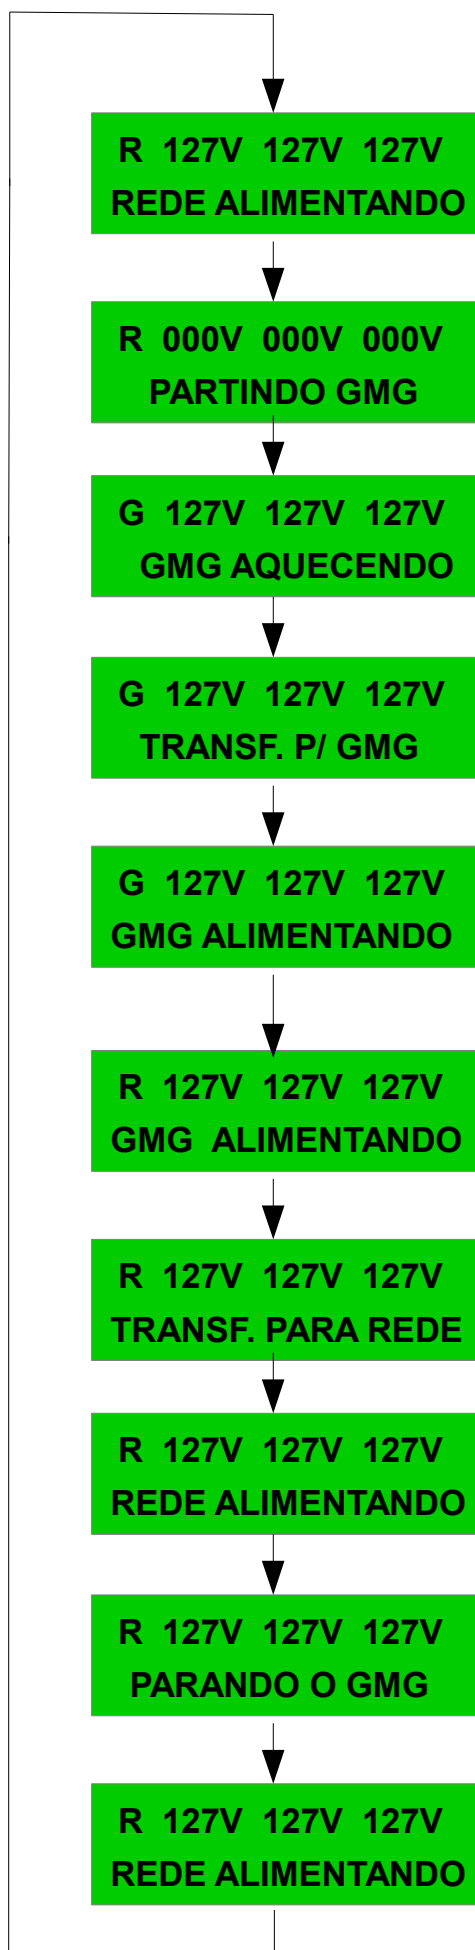 R 127V 127V 127V
REDE ALIMENTANDO
R 000V 000V 000V
PARTINDO GMG
G 127V 127V 127V
GMG AQUECENDO
G 127V 127V 127V
TRANSF. P/ GMG
G 127V 127V 127V
GMG ALIMENTANDO
R 127V 127V 127V
GMG ALIMENTANDO
R 127V 127V 127V
TRANSF. PARA REDE
R 127V 127V 127V
REDE ALIMENTANDO
R 127V 127V 127V
PARANDO O GMG
R 127V 127V 127V
REDE ALIMENTANDO